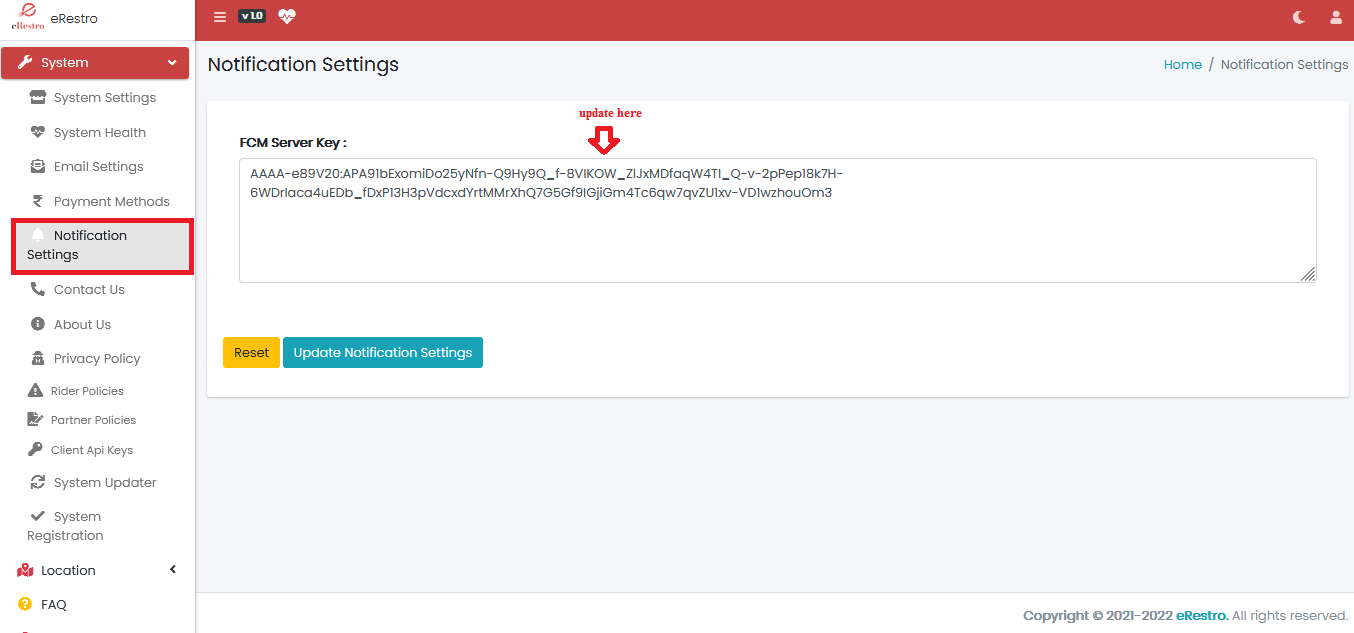 eRestro
eRestro
v 1.0
System
System Settings
System Health
Email Settings
Payment Methods
Notification
Settings
Contact Us
About Us
Privacy Policy
Rider Policies
Partner Policies
Client Api Keys
System Updater
System
Registration
Location
FAQ
Notification Settings
Home / Notification Settings
update here
FCM Server Key :
AAAA-e89V20:APA91bExomiDo25yNfn-Q9Hy9Q_f-8VIKOW_ZIJxMDfaqW4TI_Q-v-2pPep18k7H-
6WDrIaca4uEDb_fDxP13H3pVdcxdYrtMMrXhQ7G5Gf9IGjiGm4Tc6qw7qvZU1xv-VD1wzhouOm3
Reset
Update Notification Settings
Copyright © 2021-2022 eRestro. All rights reserved.